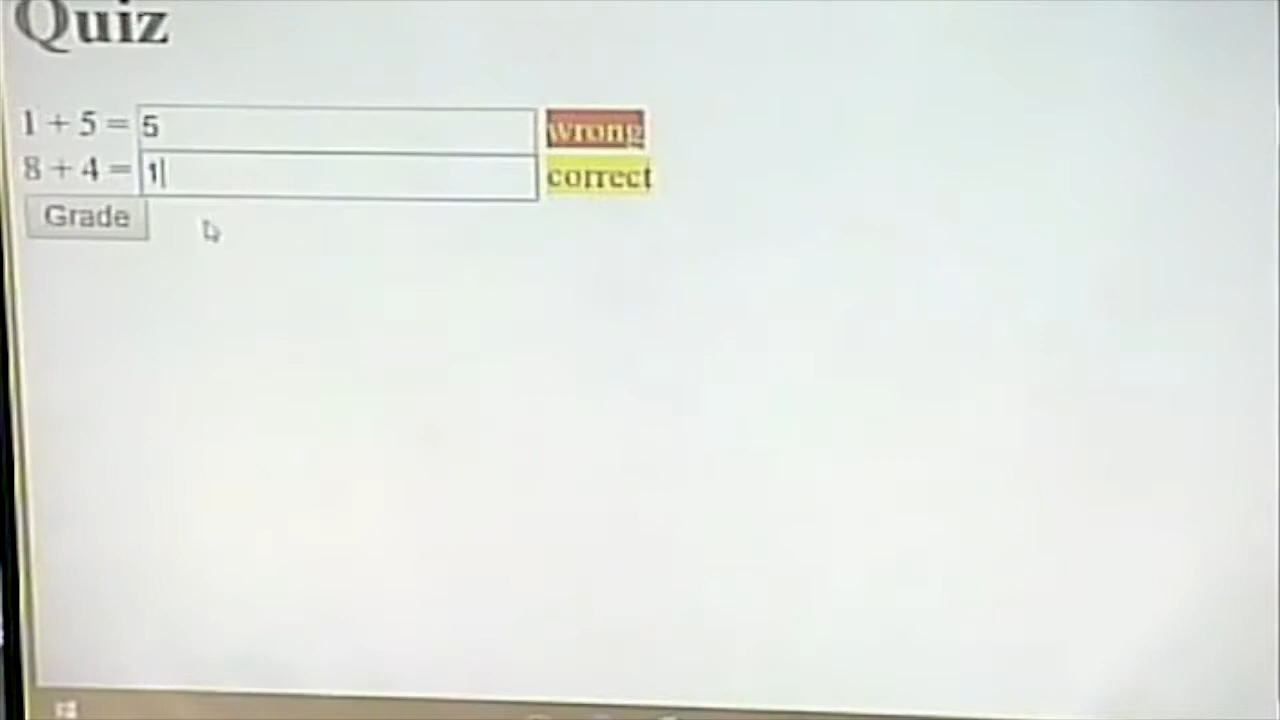 Quiz
1 + 5 = 5 wrong
8 + 4 = 1 correct
Grade